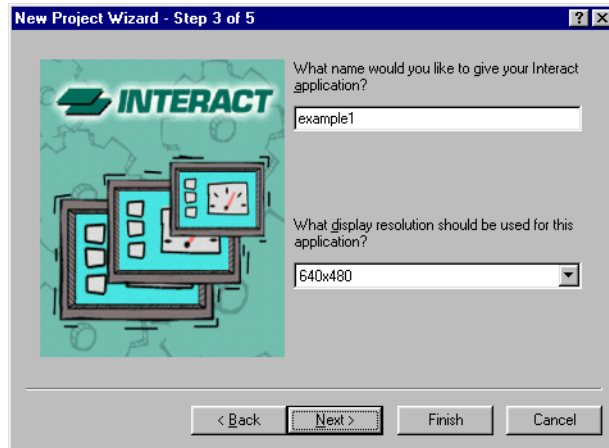 New Project Wizard - Step 3 of 5
INTERACT
What name would you like to give your Interact
application?
example1
What display resolution should be used for this
application?
640x480
< Back
Next >
Finish
Cancel